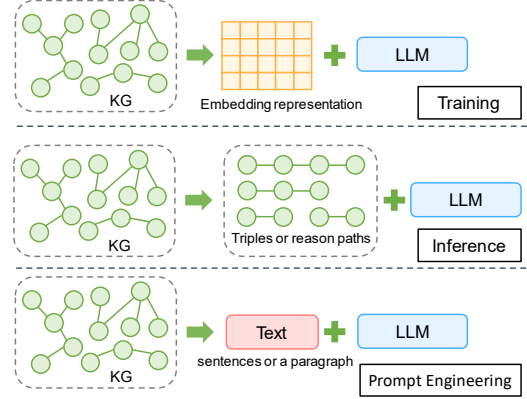 LLM
Embedding representation
KG
Training
LLM
Triples or reason paths
KG
Inference
Text
LLM
sentences or a paragraph
KG
Prompt Engineering